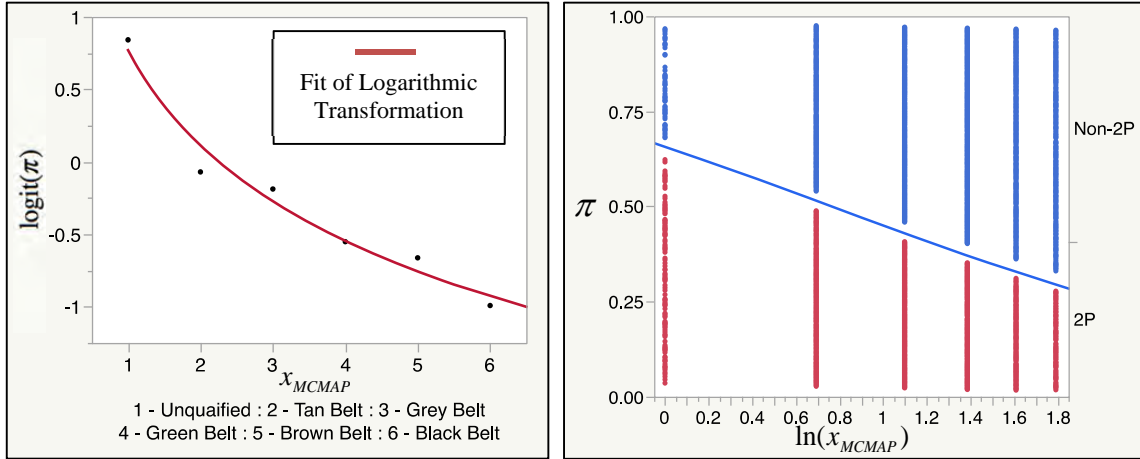 1
0.5
0
-0.5
-1
logit(π)
Fit of Logarithmic
Transformation
1 2 3 4 5 6
x_MCMAP
1 - Unquaified : 2 - Tan Belt : 3 - Grey Belt
4 - Green Belt : 5 - Brown Belt : 6 - Black Belt
1.00
0.75
0.50
0.25
0.00
π
Non-2P
2P
0 0.2 0.4 0.6 0.8 1 1.2 1.4 1.6 1.8
ln(x_MCMAP)